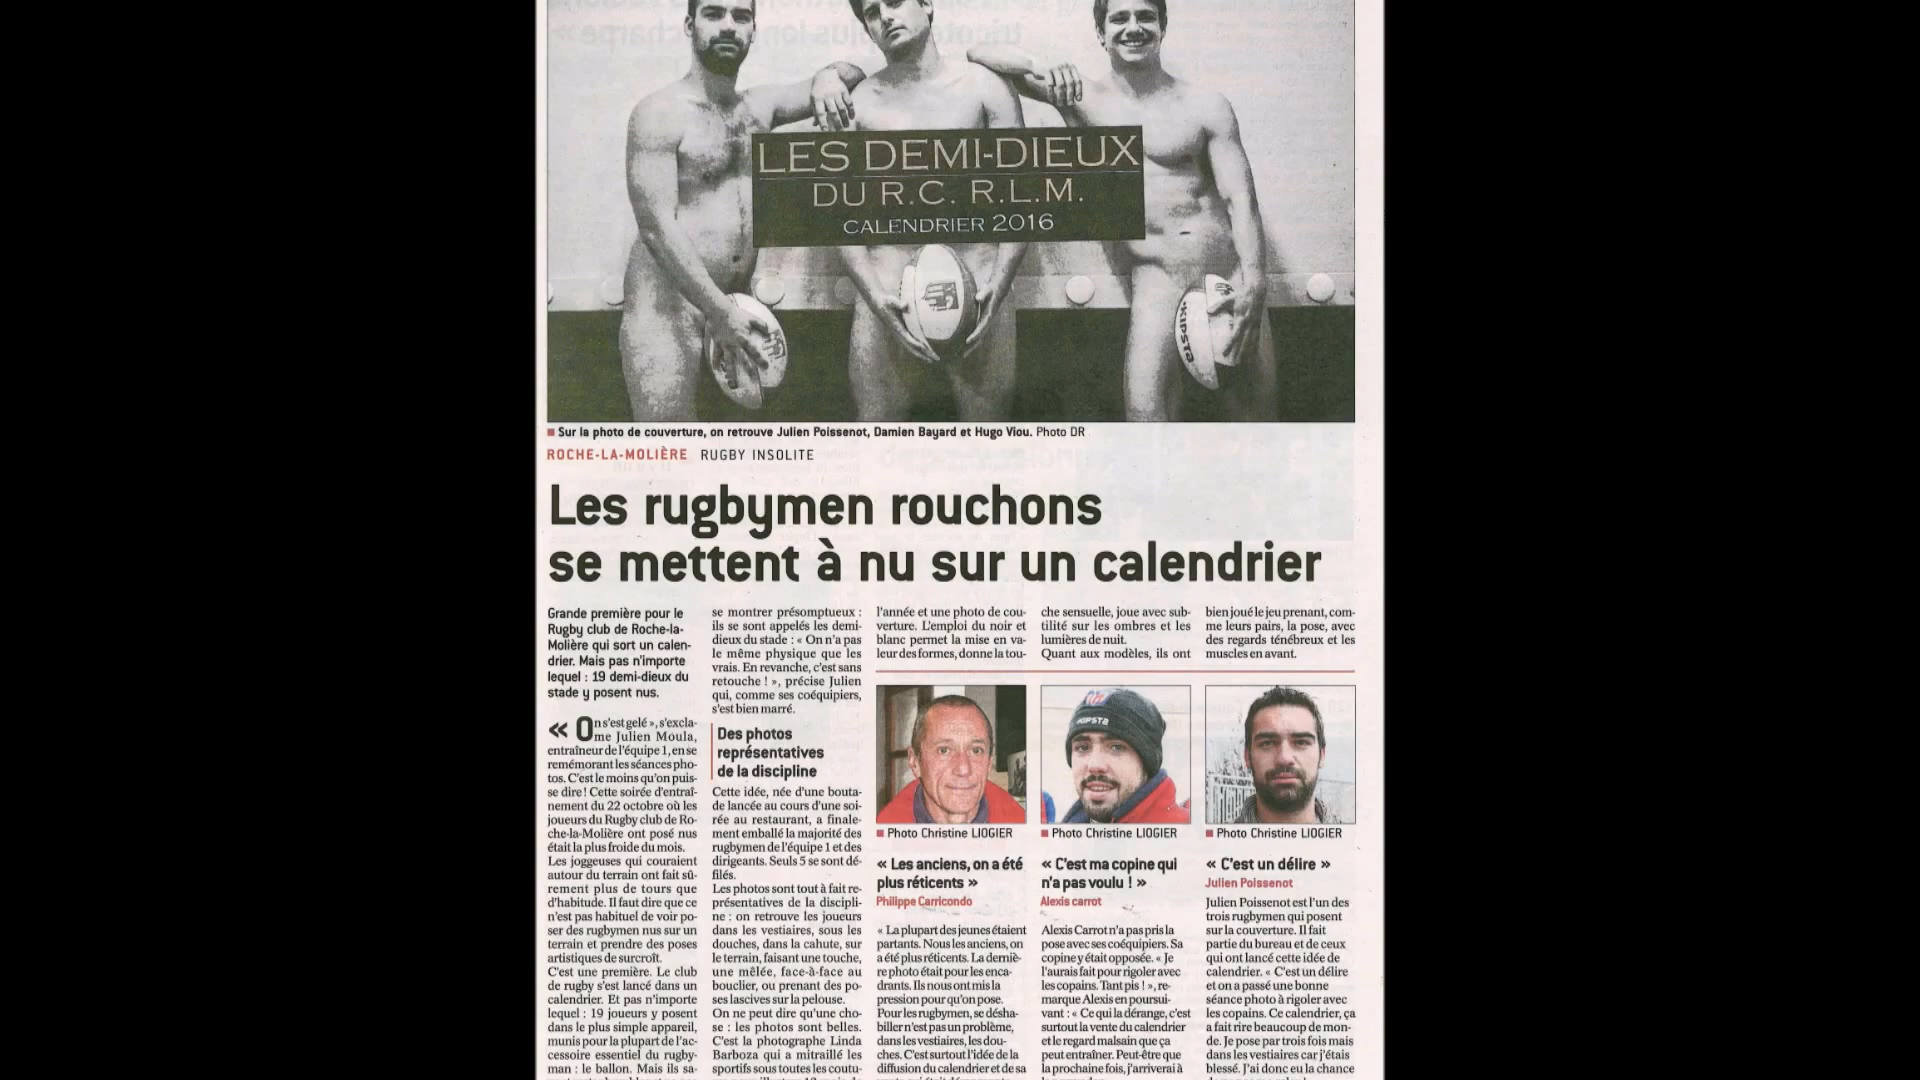 LES DEMI-DIEUX
DU R.C. R.L.M.
CALENDRIER 2016
KIPSTA
Sur la photo de couverture, on retrouve Julien Poissenot, Damien Bayard et Hugo Viou. Photo DR
ROCHE-LA-MOLIÈRE RUGBY INSOLITE
Les rugbymen rouchons
se mettent à nu sur un calendrier
Grande première pour le
Rugby club de Roche-la-
Molière qui sort un calen-
drier. Mais pas n'importe
lequel : 19 demi-dieux du
stade y posent nus.
« On s'est gelé », s'excla-
me Julien Moula,
entraîneur de l'équipe 1, en se
remémorant les séances pho-
tos. C'est le moins qu'on puis-
se dire ! Cette soirée d'entraî-
nement du 22 octobre où les
joueurs du Rugby club de Ro-
che-la-Molière ont posé nus
était la plus froide du mois.
Les joggeuses qui couraient
autour du terrain ont fait sû-
rement plus de tours que
d'habitude. Il faut dire que ce
n'est pas habituel de voir po-
ser des rugbymen nus sur un
terrain et prendre des poses
artistiques de surcroît.
C'est une première. Le club
de rugby s'est lancé dans un
calendrier. Et pas n'importe
lequel : 19 joueurs y posent
dans le plus simple appareil,
munis pour la plupart de l'ac-
cessoire essentiel du rugby-
man : le ballon. Mais ils sa-
se montrer présomptueux :
ils se sont appelés les demi-
dieux du stade : « On n'a pas
le même physique que les
vrais. En revanche, c'est sans
retouche ! », précise Julien
qui, comme ses coéquipiers,
s'est bien marré.
Des photos
représentatives
de la discipline
Cette idée, née d'une bouta-
de lancée au cours d'une soi-
rée au restaurant, a finale-
ment emballé la majorité des
rugbymen de l'équipe 1 et des
dirigeants. Seuls 5 se sont dé-
filés.
Les photos sont tout à fait re-
présentatives de la discipli-
ne : on retrouve les joueurs
dans les vestiaires, sous les
douches, dans la cahute, sur
le terrain, faisant une touche,
une mêlée, face-à-face au
bouclier, ou prenant des po-
ses lascives sur la pelouse.
On ne peut dire qu'une cho-
se : les photos sont belles.
C'est la photographe Linda
Barboza qui a mitraillé les
sportifs sous toutes les coutu-
l'année et une photo de cou-
verture. L'emploi du noir et
blanc permet la mise en va-
leur des formes, donne la tou-
che sensuelle, joue avec sub-
tilité sur les ombres et les
lumières de nuit.
Quant aux modèles, ils ont
bien joué le jeu prenant, com-
me leurs pairs, la pose, avec
des regards ténébreux et les
muscles en avant.
KIPSTA
Photo Christine LIOGIER
« Les anciens, on a été
plus réticents »
Philippe Carricondo
« La plupart des jeunes étaient
partants. Nous les anciens, on
a été plus réticents. La derniè-
re photo était pour les enca-
drants. Ils nous ont mis la
pression pour qu'on pose.
Pour les rugbymen, se désha-
biller n'est pas un problème,
dans les vestiaires, les dou-
ches. C'est surtout l'idée de la
diffusion du calendrier et de sa
Photo Christine LIOGIER
« C'est ma copine qui
n'a pas voulu ! »
Alexis carrot
Alexis Carrot n'a pas pris la
pose avec ses coéquipiers. Sa
copine y était opposée. « Je
l'aurais fait pour rigoler avec
les copains. Tant pis ! », re-
marque Alexis en poursui-
vant : « Ce qui la dérange, c'est
surtout la vente du calendrier
et le regard malsain que ça
peut entraîner. Peut-être que
la prochaine fois, j'arriverai à
Photo Christine LIOGIER
« C'est un délire »
Julien Poissenot
Julien Poissenot est l'un des
trois rugbymen qui posent
sur la couverture. Il fait
partie du bureau et de ceux
qui ont lancé cette idée de
calendrier. « C'est un délire
et on a passé une bonne
séance photo à rigoler avec
les copains. Ce calendrier, ça
a fait rire beaucoup de mon-
de. Je pose par trois fois mais
dans les vestiaires car j'étais
blessé. J'ai donc eu la chance